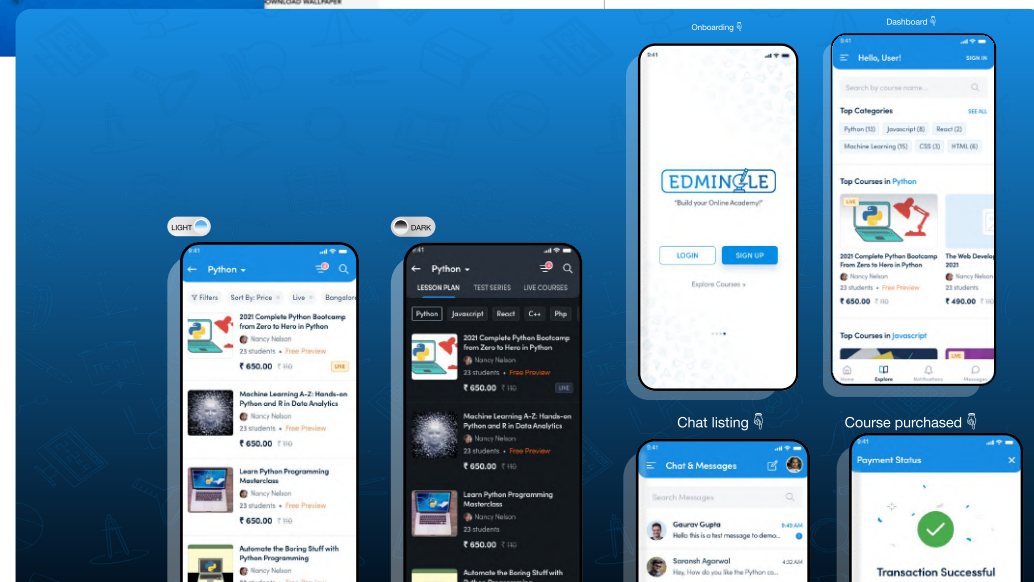 DOWNLOAD WALLPAPER
Onboarding
9:41
EDMINGLE
"Build your Online Academy!"
LOGIN
SIGN UP
Explore Courses >
Dashboard
9:41
Hello, User!
SIGN IN
Search by course name...
Top Categories
SEE ALL
Python (13)
Javascript (8)
React (2)
Machine Learning (15)
CSS (3)
HTML (6)
Top Courses in Python
LIVE
2021 Complete Python Bootcamp
From Zero to Hero in Python
Nancy Nelson
23 students • Free Preview
₹ 650.00 ₹ 110
The Web Develop
2021
Nancy Nelson
23 students
₹ 490.00 ₹ 110
Top Courses in Javascript
LIVE
Home
Explore
Notifications
Messages
LIGHT
9:41
Python
Filters
Sort By: Price
Live
Bangalore
2021 Complete Python Bootcamp
from Zero to Hero in Python
Nancy Nelson
23 students • Free Preview
₹ 650.00 ₹ 110
LIVE
Machine Learning A-Z: Hands-on
Python and R in Data Analytics
Nancy Nelson
23 students • Free Preview
₹ 650.00 ₹ 110
Learn Python Programming
Masterclass
Nancy Nelson
23 students • Free Preview
₹ 650.00 ₹ 110
Automate the Boring Stuff with
Python Programming
Nancy Nelson
DARK
9:41
Python
LESSON PLAN
TEST SERIES
LIVE COURSES
Python
Javascript
React
C++
Php
2021 Complete Python Bootcamp
from Zero to Hero in Python
Nancy Nelson
23 students • Free Preview
₹ 650.00 ₹ 110
LIVE
Machine Learning A-Z: Hands-on
Python and R in Data Analytics
Nancy Nelson
23 students • Free Preview
₹ 650.00 ₹ 110
Learn Python Programming
Masterclass
Nancy Nelson
23 students
₹ 650.00 ₹ 110
Automate the Boring Stuff with
Chat listing
9:41
Chat & Messages
Search Messages
Gaurav Gupta
9:40 AM
Hello this is a test message to demo...
Saransh Agarwal
4:32 AM
Hey, How do you like the Python co...
Course purchased
9:41
Payment Status
Transaction Successful